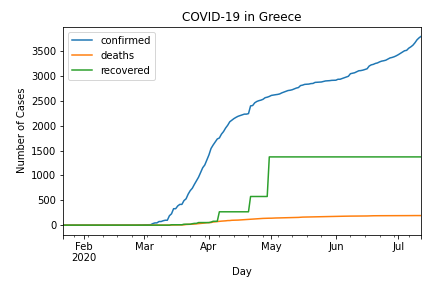 COVID-19 in Greece
confirmed
deaths
recovered
Number of Cases
3500
3000
2500
2000
1500
1000
500
0
Feb
2020
Mar
Apr
May
Jun
Jul
Day